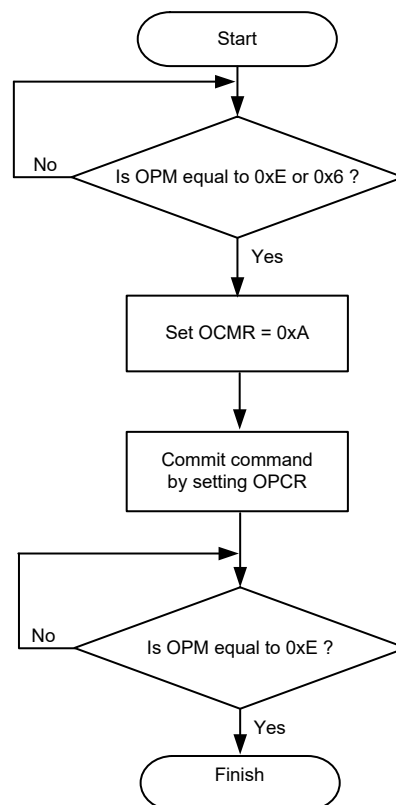 Start
No
Is OPM equal to 0xE or 0x6 ?
Yes
Set OCMR = 0xA
Commit command
by setting OPCR
No
Is OPM equal to 0xE ?
Yes
Finish